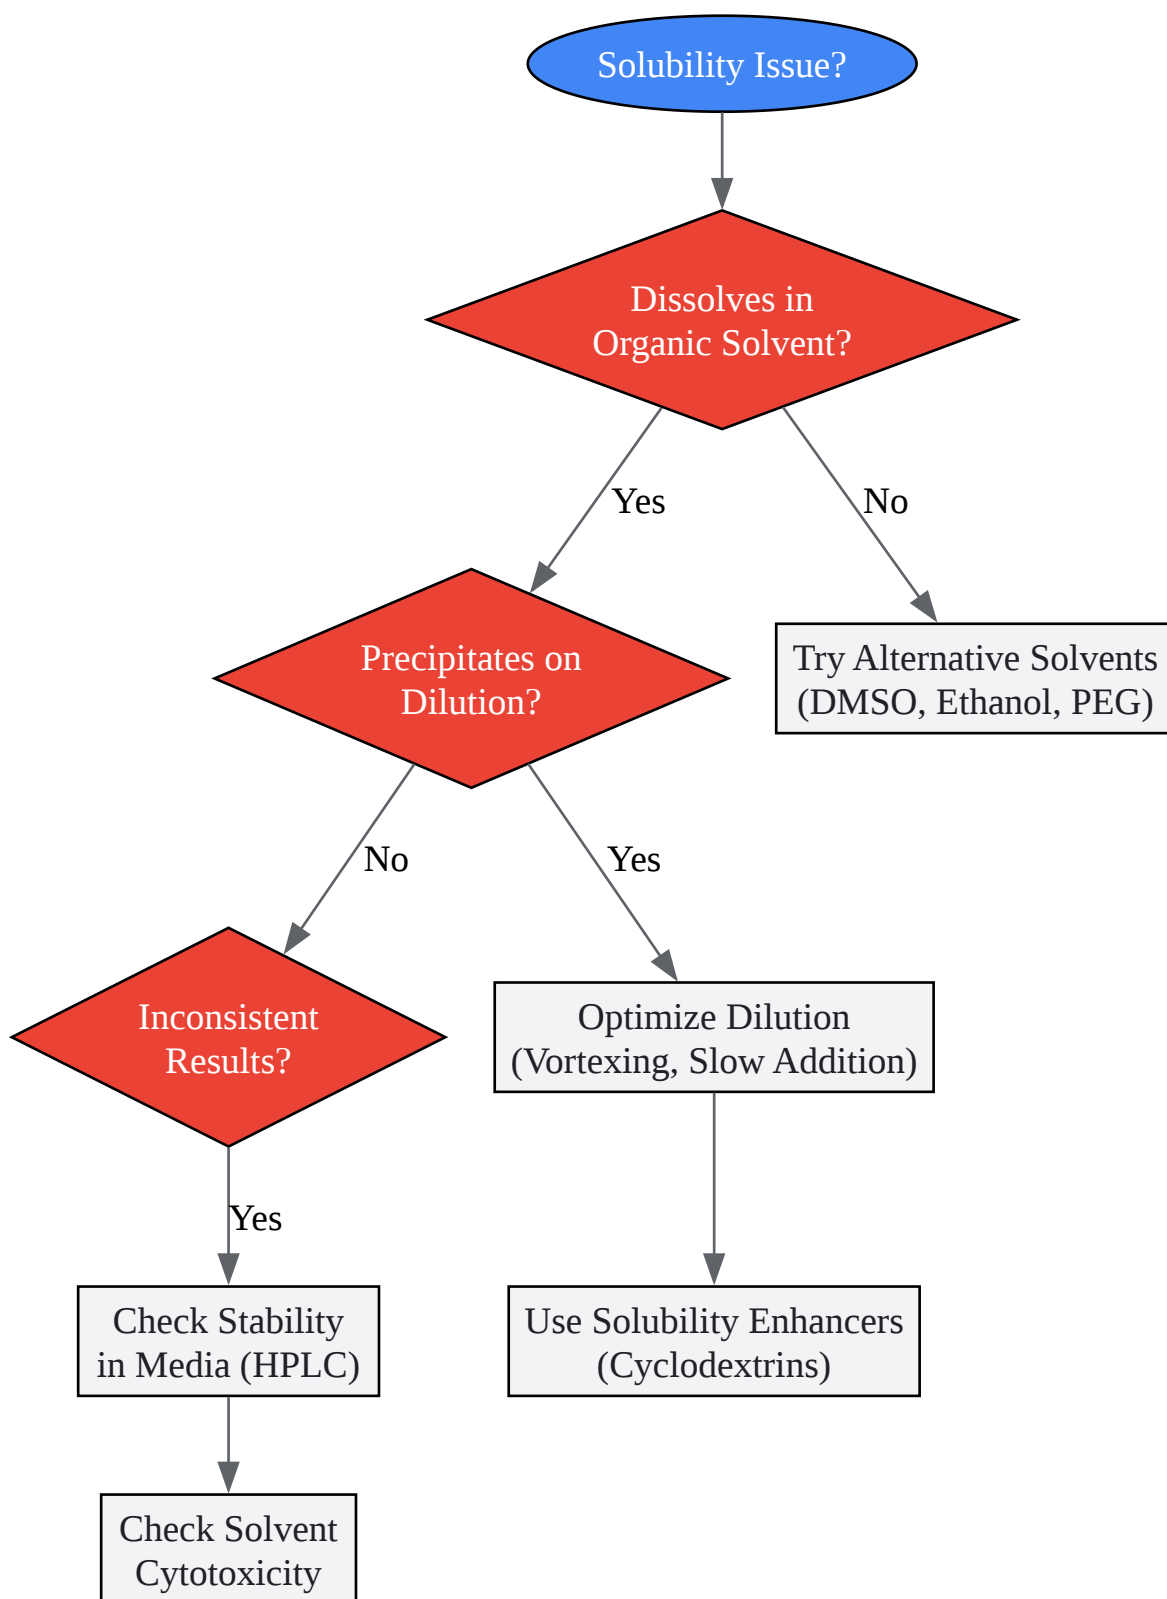 Solubility Issue?
Dissolves in
Organic Solvent?
Yes
No
Precipitates on
Dilution?
Try Alternative Solvents
(DMSO, Ethanol, PEG)
No
Yes
Inconsistent
Results?
Optimize Dilution
(Vortexing, Slow Addition)
Yes
Check Stability
in Media (HPLC)
Use Solubility Enhancers
(Cyclodextrins)
Check Solvent
Cytotoxicity